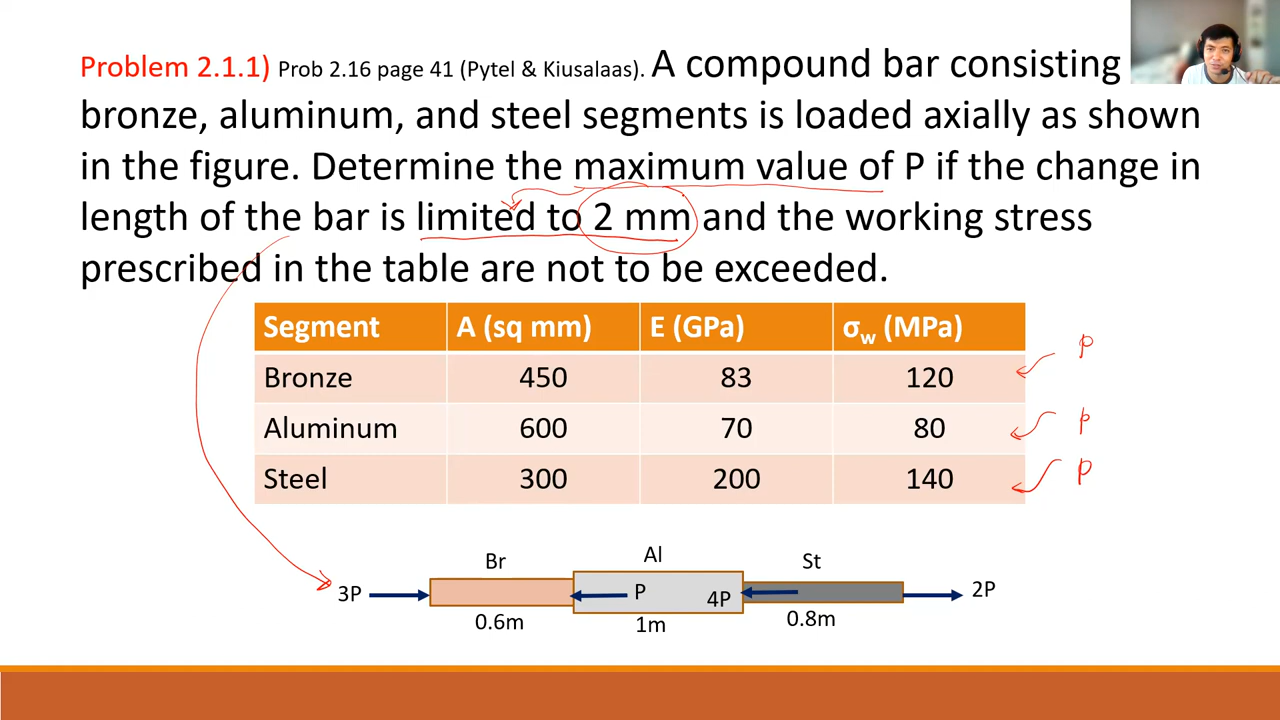 Problem 2.1.1) Prob 2.16 page 41 (Pytel & Kiusalaas). A compound bar consisting
bronze, aluminum, and steel segments is loaded axially as shown
in the figure. Determine the maximum value of P if the change in
length of the bar is limited to 2 mm and the working stress
prescribed in the table are not to be exceeded.
Segment A (sq mm) E (GPa) σw (MPa)
P
Bronze 450 83 120
Aluminum 600 70 80 P
Steel 300 200 140 P
Br Al St
3P P 4P 2P
0.6m 1m 0.8m